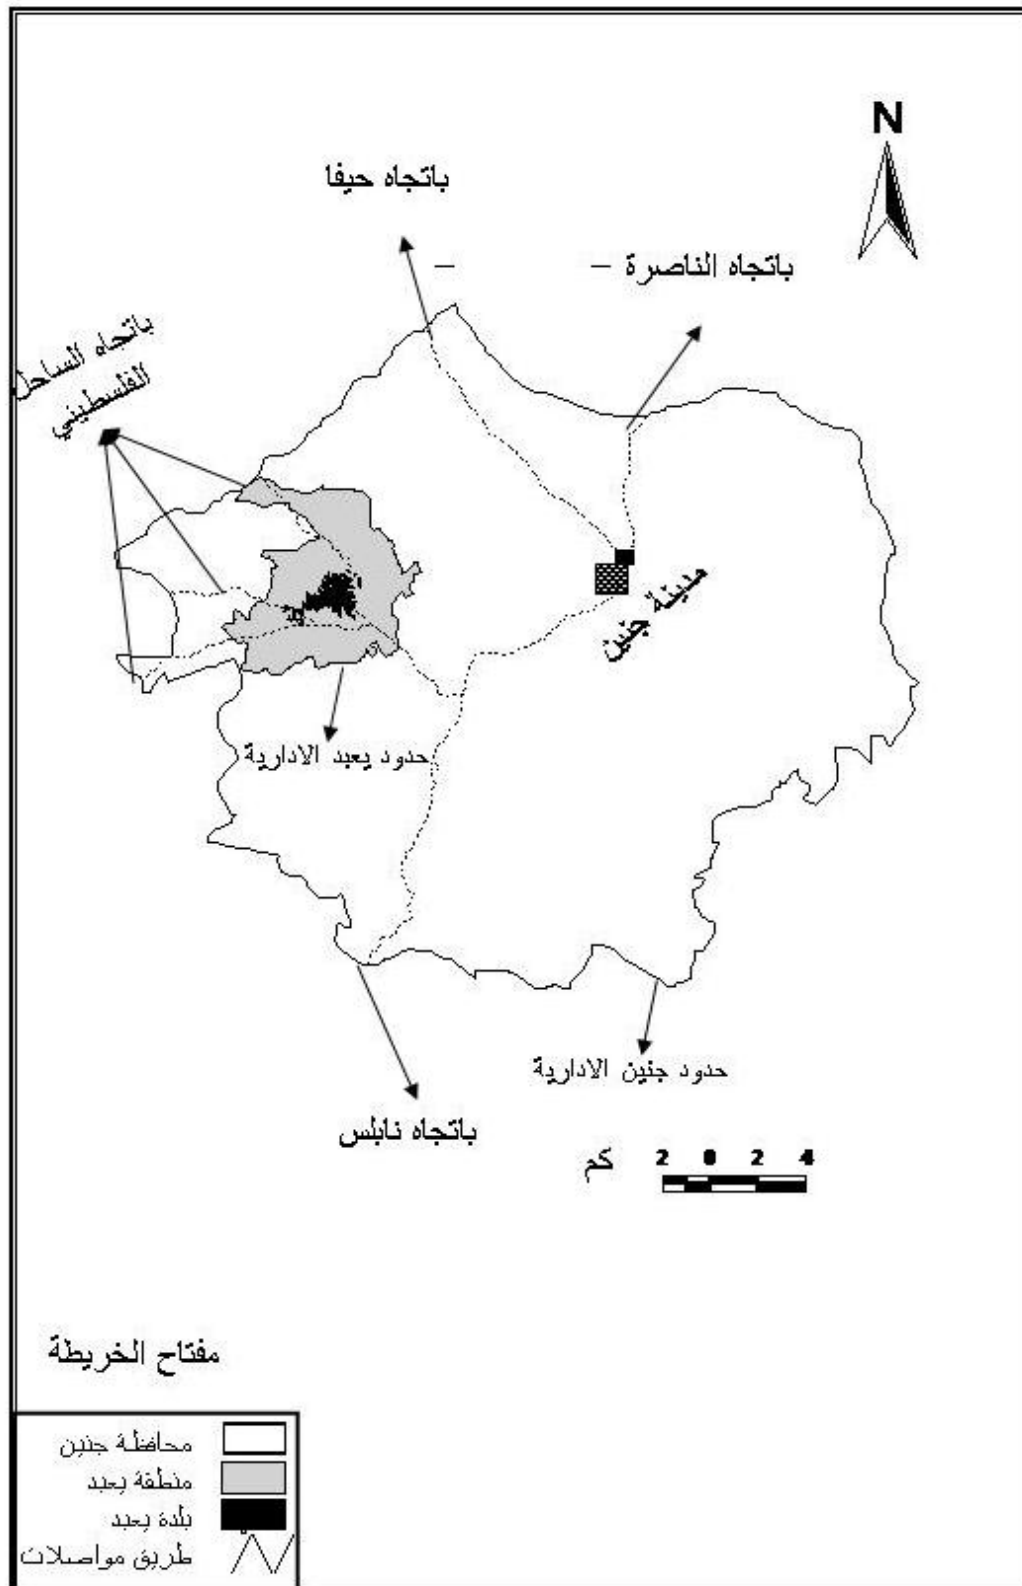 N
باتجاه حيفا
باتجاه الناصرة
باتجاه الساحل
الفلسطيني
مدينة جنين
حدود يعبد الادارية
حدود جنين الادارية
باتجاه نابلس
كم
2 0 2 4
مفتاح الخريطة
محافظة جنين
منطقة يعبد
بلدة يعبد
طريق مواصلات